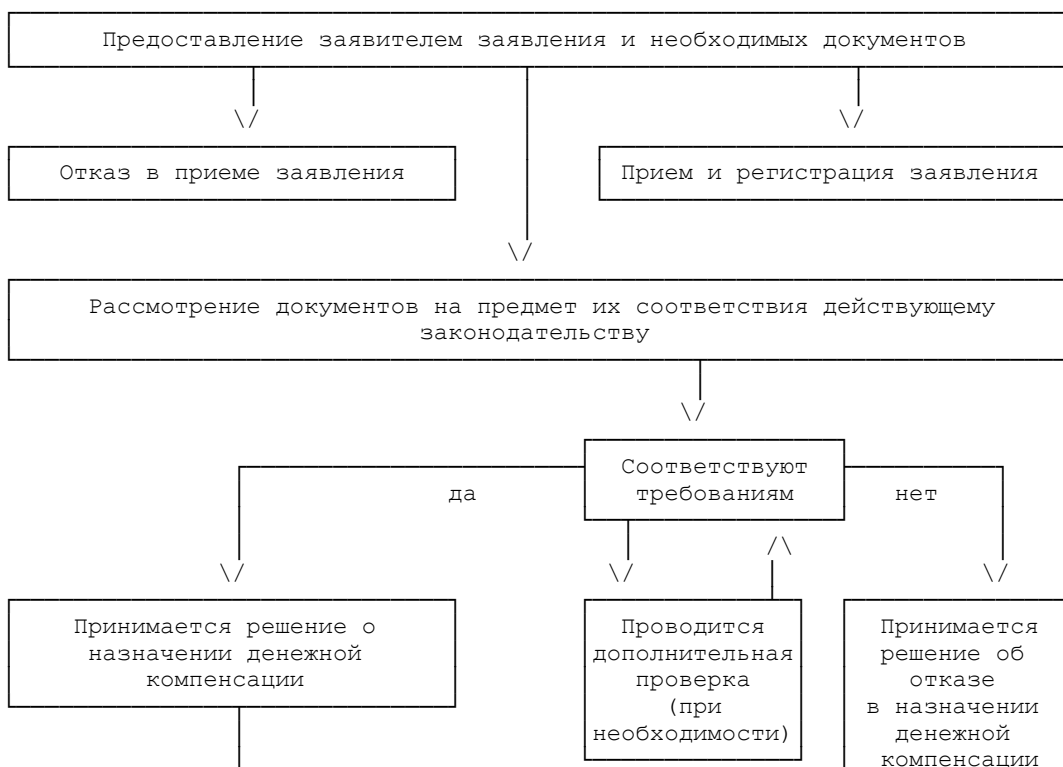 Предоставление заявителем заявления и необходимых документов
Отказ в приеме заявления
Прием и регистрация заявления
Рассмотрение документов на предмет их соответствия действующему
законодательству
Соответствуют
требованиям
да
нет
Принимается решение о
назначении денежной
компенсации
Проводится
дополнительная
проверка
(при
необходимости)
Принимается
решение об
отказе
в назначении
денежной
компенсации